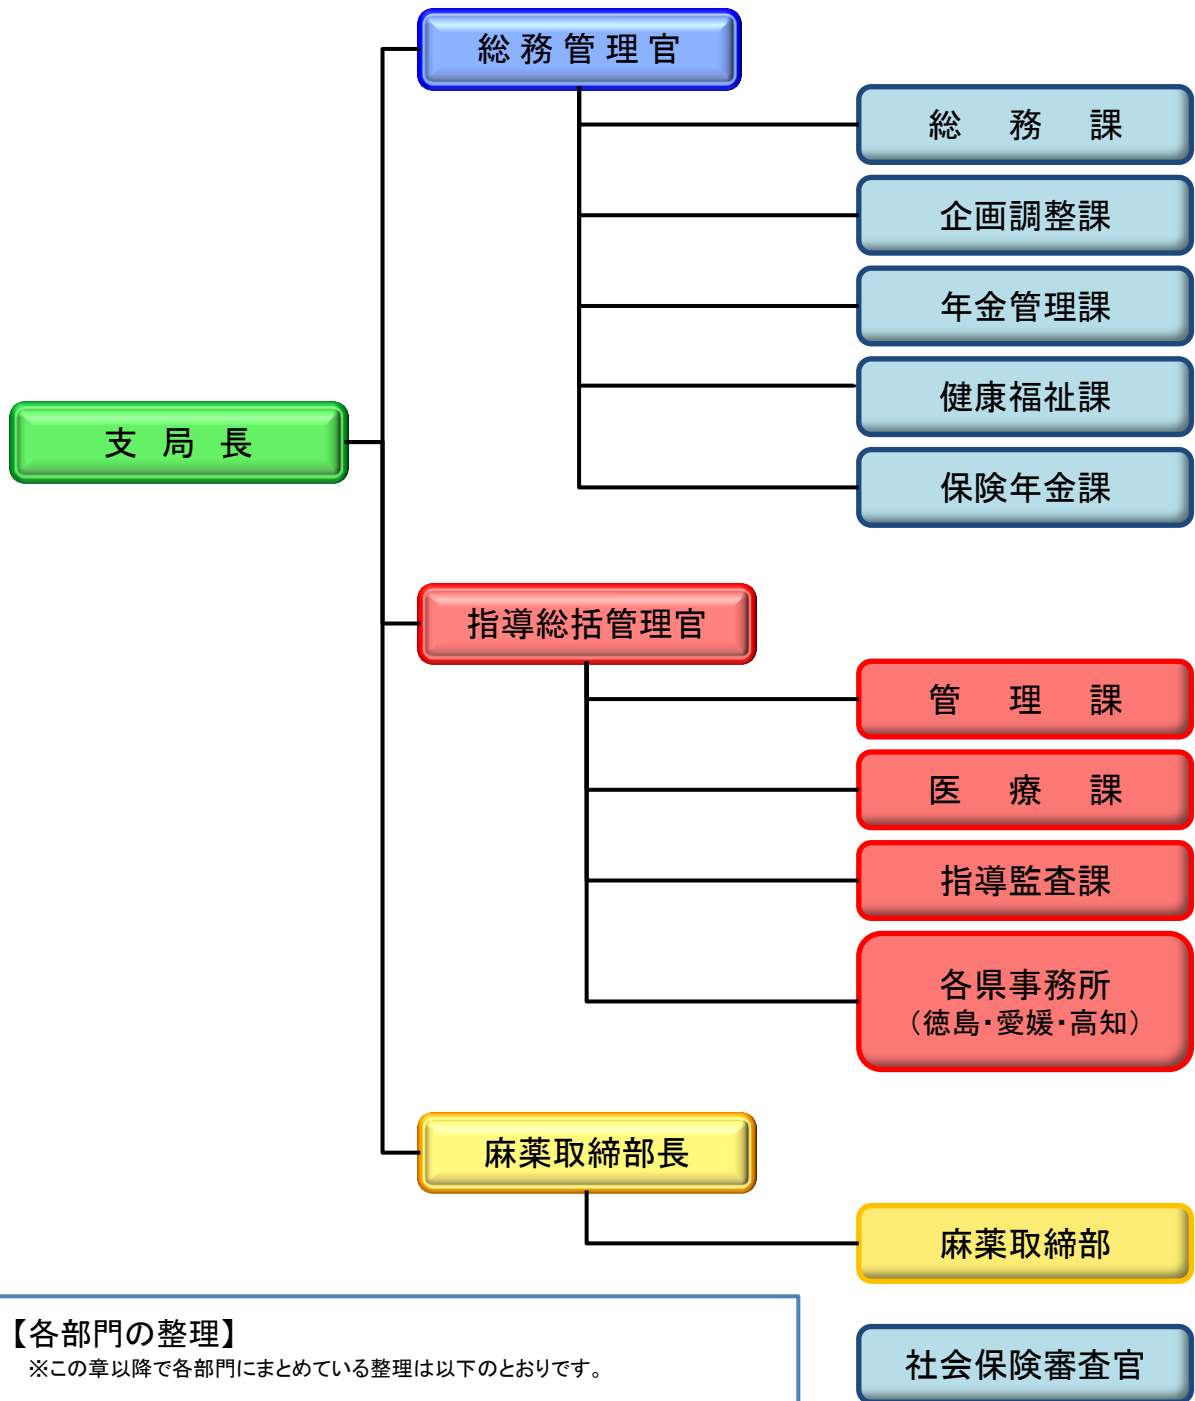 総務管理官
総務課
企画調整課
年金管理課
健康福祉課
支局長
保険年金課
指導総括管理官
管理課
医療課
指導監査課
各県事務所
（徳島・愛媛・高知）
麻薬取締部長
麻薬取締部
【各部門の整理】
※この章以降で各部門にまとめている整理は以下のとおりです。
社会保険審査官